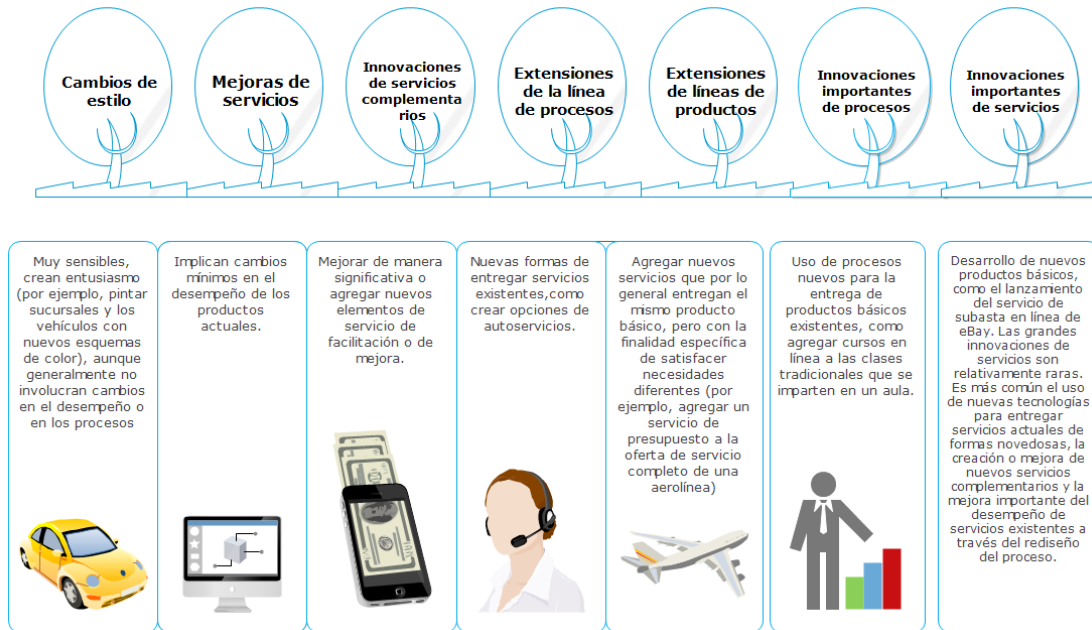 Cambios de
estilo
Mejoras de
servicios
Innovaciones
de servicios
complementa
rios
Extensiones
de la línea
de procesos
Extensiones
de líneas de
productos
Innovaciones
importantes
de procesos
Innovaciones
importantes
de servicios
Muy sensibles,
crean entusiasmo
(por ejemplo, pintar
sucursales y los
vehículos con
nuevos esquemas
de color), aunque
generalmente no
involucran cambios
en el desempeño o
en los procesos
Implican cambios
mínimos en el
desempeño de los
productos
actuales.
Mejorar de manera
significativa o
agregar nuevos
elementos de
servicio de
facilitación o de
mejora.
Nuevas formas de
entregar servicios
existentes,como
crear opciones de
autoservicios.
Agregar nuevos
servicios que por lo
general entregan el
mismo producto
básico, pero con la
finalidad específica
de satisfacer
necesidades
diferentes (por
ejemplo, agregar un
servicio de
presupuesto a la
oferta de servicio
completo de una
aerolínea)
Uso de procesos
nuevos para la
entrega de
productos básicos
existentes, como
agregar cursos en
línea a las clases
tradicionales que se
imparten en un aula.
Desarrollo de nuevos
productos básicos,
como el lanzamiento
del servicio de
subasta en línea de
eBay. Las grandes
innovaciones de
servicios son
relativamente raras.
Es más común el uso
de nuevas tecnologías
para entregar
servicios actuales de
formas novedosas, la
creación o mejora de
nuevos servicios
complementarios y la
mejora importante del
desempeño de
servicios existentes a
través del rediseño
del proceso.